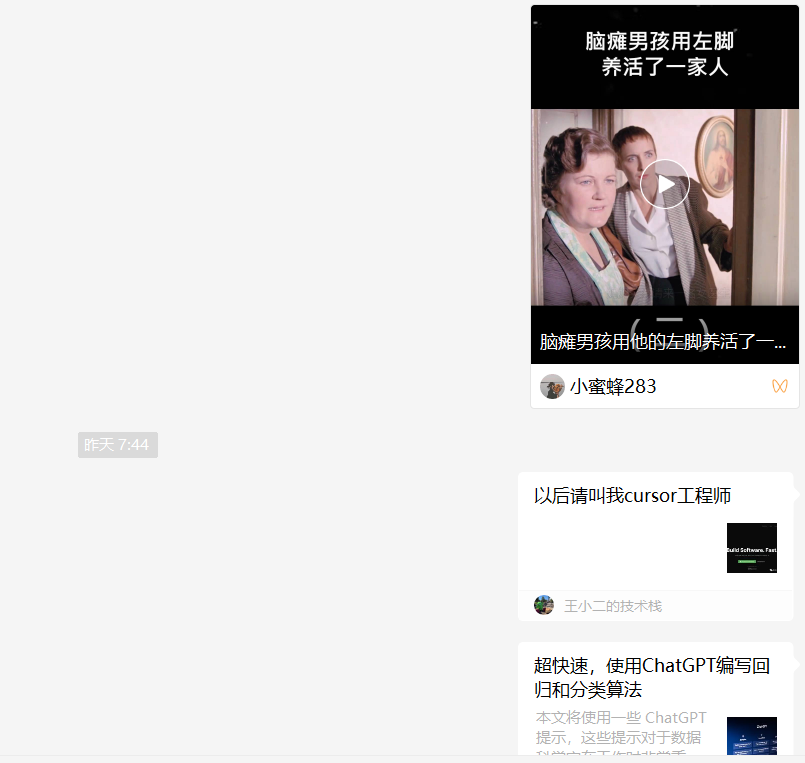 脑瘫男孩用左脚
养活了一家人
(二)
脑瘫男孩用他的左脚养活了一...
小蜜蜂283
昨天 7:44
以后请叫我cursor工程师
Build Software. Fast.
王小二的技术栈
超快速，使用ChatGPT编写回
归和分类算法
本文将使用一些 ChatGPT
提示，这些提示对于数据